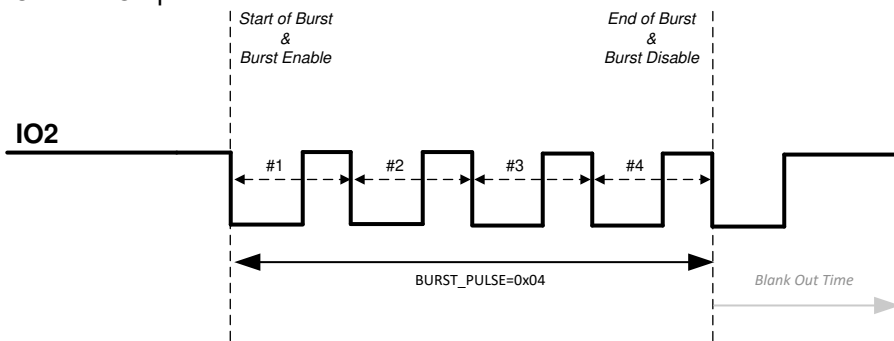 Start of Burst
&
Burst Enable
End of Burst
&
Burst Disable
IO2
#1
#2
#3
#4
BURST_PULSE=0x04
Blank Out Time